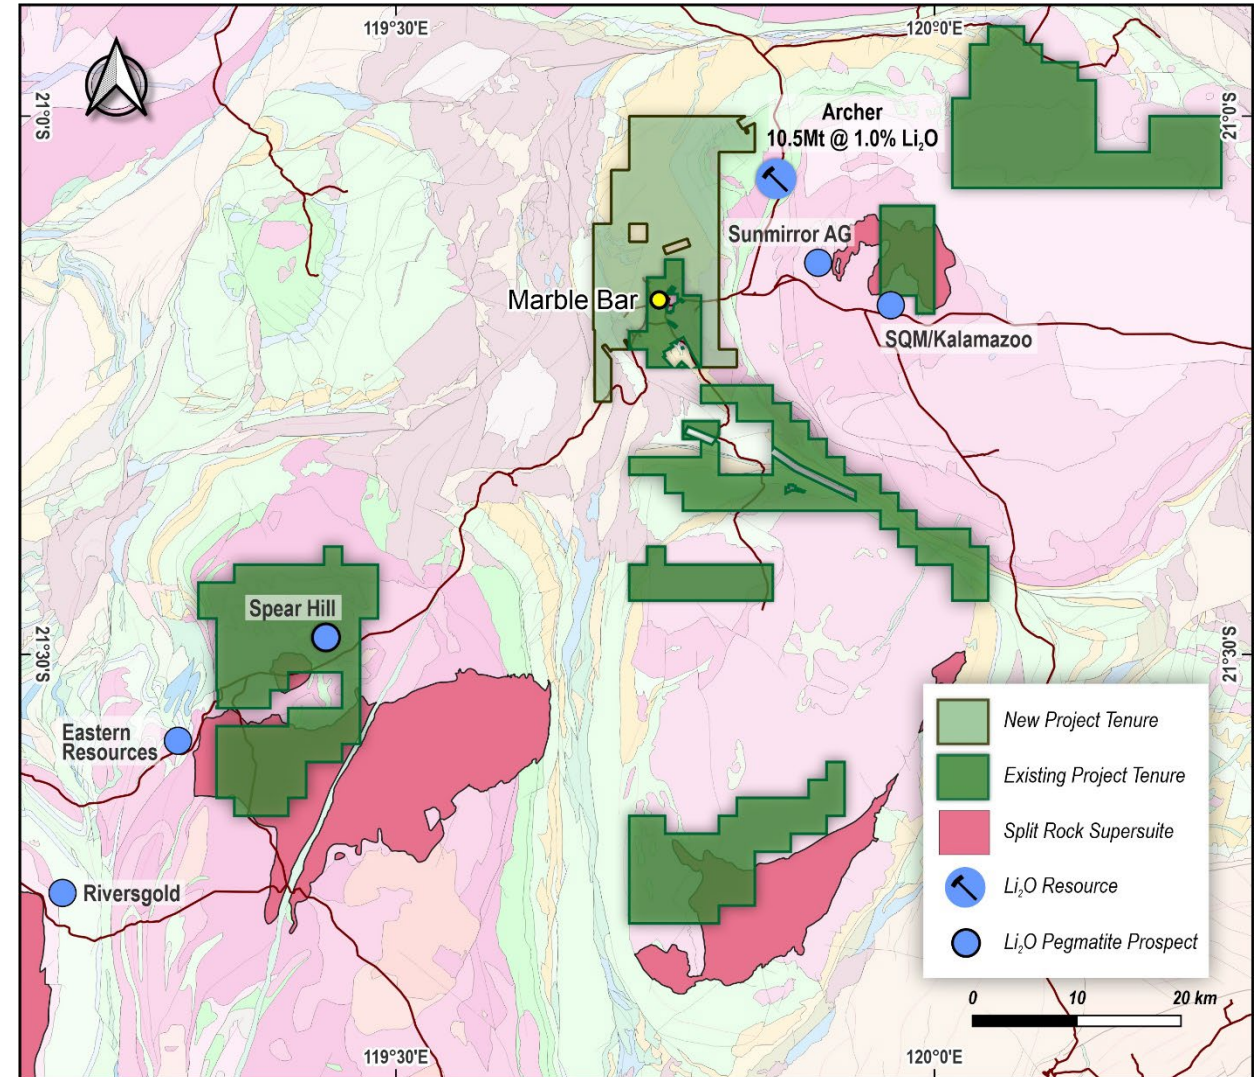 119°30'E
120°0'E
21°0'S
21°0'S
Archer
10.5Mt @ 1.0% Li₂O
Sunmirror AG
Marble Bar
SQM/Kalamazoo
Spear Hill
21°30'S
21°30'S
Eastern
Resources
Riversgold
New Project Tenure
Existing Project Tenure
Split Rock Supersuite
Li₂O Resource
Li₂O Pegmatite Prospect
0 10 20 km
119°30'E
120°0'E